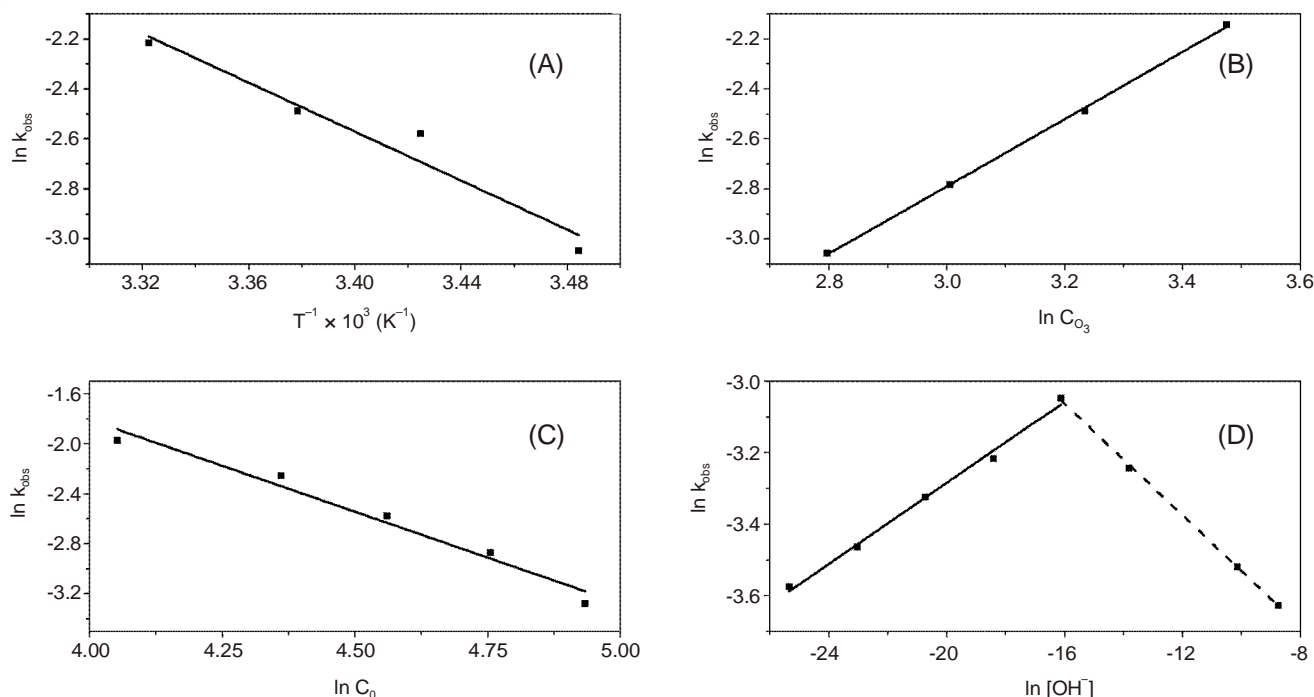 (A)
ln k_obs
-2.2
-2.4
-2.6
-2.8
-3.0
3.32 3.36 3.40 3.44 3.48
T⁻¹ × 10³ (K⁻¹)
(B)
ln k_obs
-2.2
-2.4
-2.6
-2.8
-3.0
2.8 3.0 3.2 3.4 3.6
ln C_O₃
(C)
ln k_obs
-1.6
-2.0
-2.4
-2.8
-3.2
4.00 4.25 4.50 4.75 5.00
ln C₀
(D)
ln k_obs
-3.0
-3.2
-3.4
-3.6
-24 -20 -16 -12 -8
ln [OH⁻]